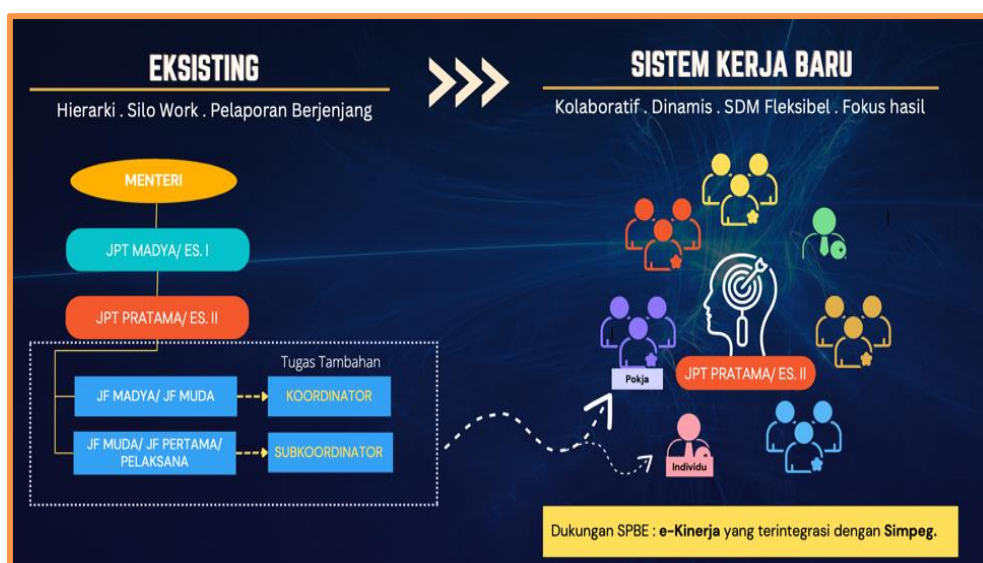 EKSISTING
Hierarki . Silo Work . Pelaporan Berjenjang
MENTERI
JPT MADYA/ ES. I
JPT PRATAMA/ ES. II
Tugas Tambahan
JF MADYA/ JF MUDA
KOORDINATOR
JF MUDA/ JF PERTAMA/
PELAKSANA
SUBKOORDINATOR
SISTEM KERJA BARU
Kolaboratif . Dinamis . SDM Fleksibel . Fokus hasil
Pokja
JPT PRATAMA/ ES. II
Individu
Dukungan SPBE : e-Kinerja yang terintegrasi dengan Simpeg.